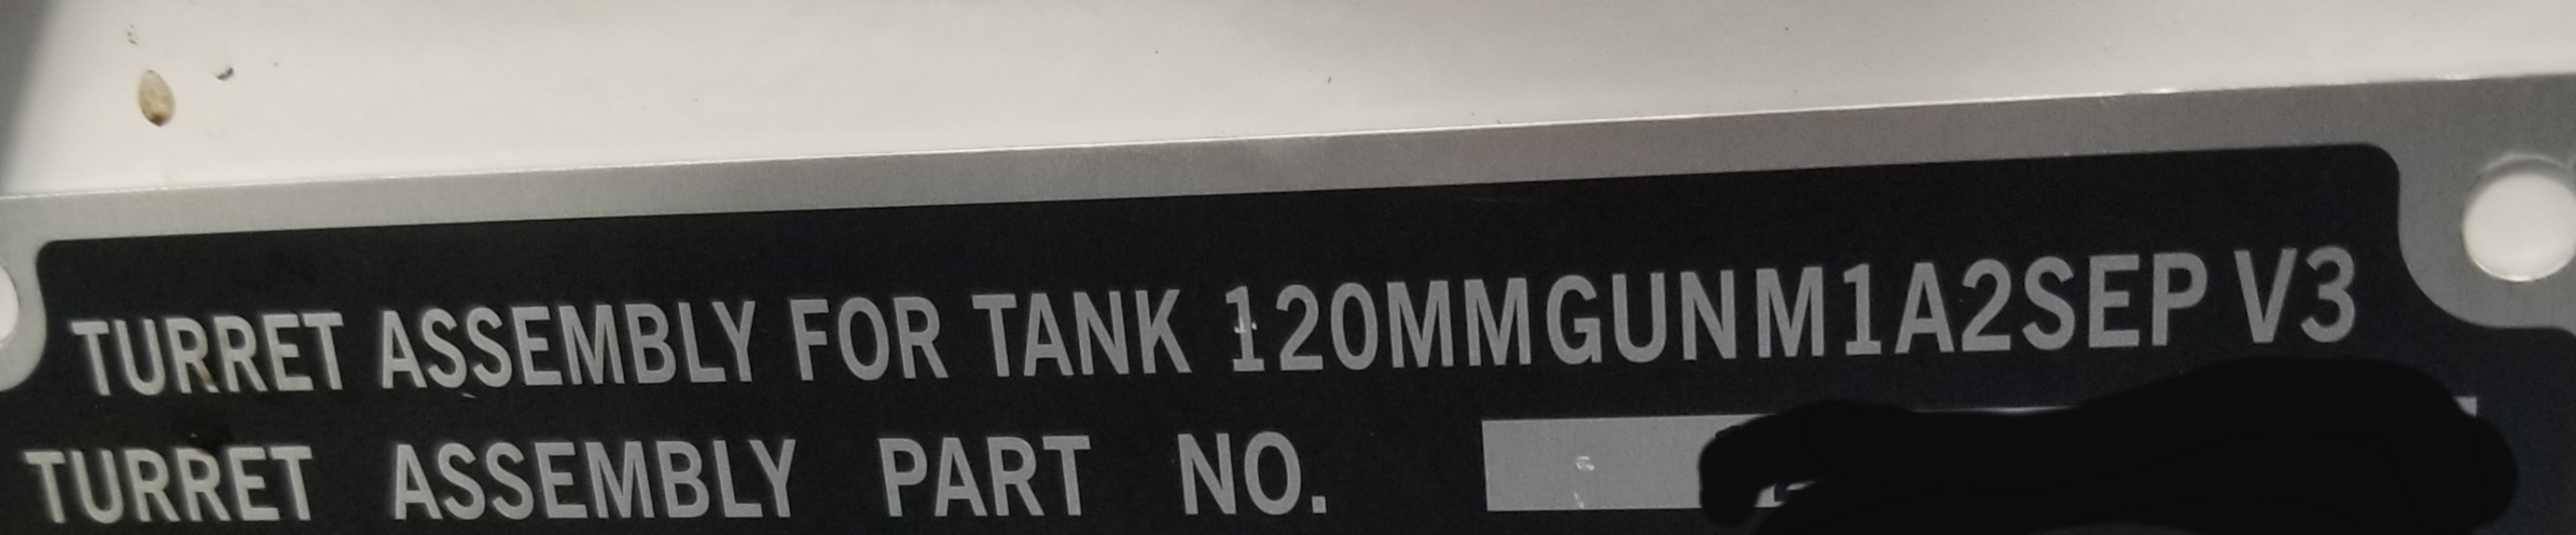 TURRET ASSEMBLY FOR TANK 120MMGUNM1A2SEP V3
TURRET ASSEMBLY PART NO.